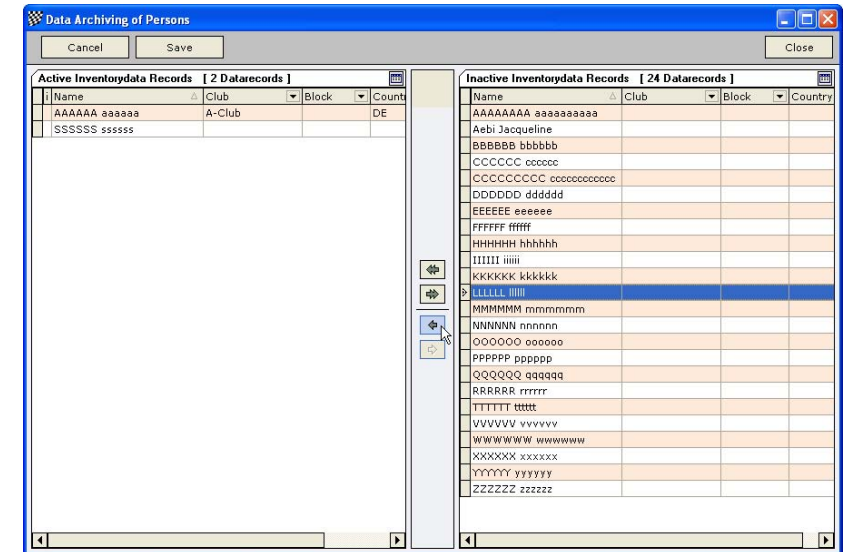 Data Archiving of Persons
Cancel Save Close
Active Inventorydata Records [ 2 Datarecords ]
i Name Club Block Counti
AAAAAA aaaaaa A-Club DE
SSSSSS ssssss
Inactive Inventorydata Records [ 24 Datarecords ]
Name Club Block Country
AAAAAAAA aaaaaaaaaa
Aebi Jacqueline
BBBBBB bbbbbb
CCCCCC cccccc
CCCCCCCCC cccccccccccc
DDDDDD dddddd
EEEEEE eeeeee
FFFFFF ffffff
HHHHHH hhhhhh
IIIIII iiiiii
KKKKKK kkkkkk
LLLLLL llllll
MMMMMM mmmmmm
NNNNNN nnnnnn
OOOOOO oooooo
PPPPPP pppppp
QQQQQQ qqqqqq
RRRRRR rrrrrr
TTTTTT tttttt
VVVVVV vvvvvv
WWWWWW wwwwww
XXXXXX xxxxxx
YYYYYY yyyyyy
ZZZZZZ zzzzzz